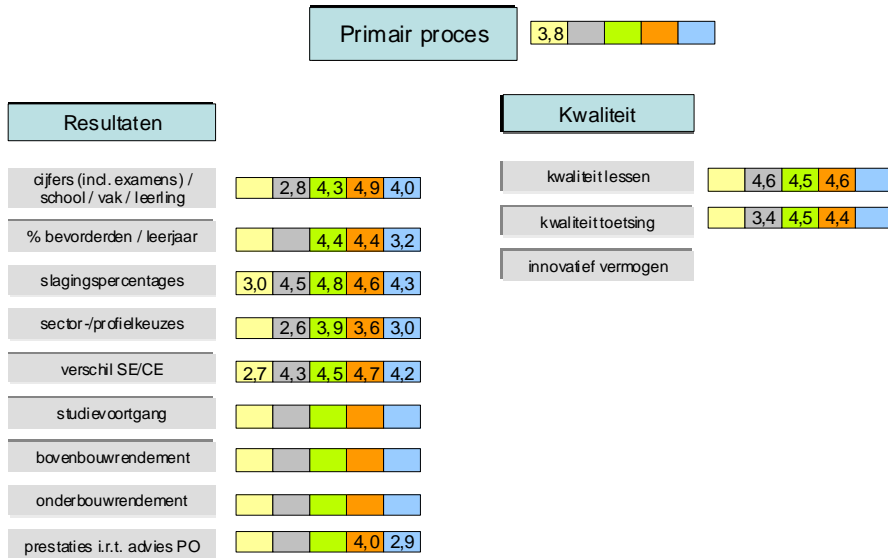 Primair proces 3,8
Resultaten
cijfers (incl. examens) /
school / vak / leerling
2,8 4,3 4,9 4,0
% bevorderden / leerjaar 4,4 4,4 3,2
slagingspercentages 3,0 4,5 4,8 4,6 4,3
sector-/profielkeuzes 2,6 3,9 3,6 3,0
verschil SE/CE 2,7 4,3 4,5 4,7 4,2
studievoortgang
bovenbouwrendement
onderbouwrendement
prestaties i.r.t. advies PO 4,0 2,9
Kwaliteit
kwaliteit lessen 4,6 4,5 4,6
kwaliteit toetsing 3,4 4,5 4,4
innovatief vermogen